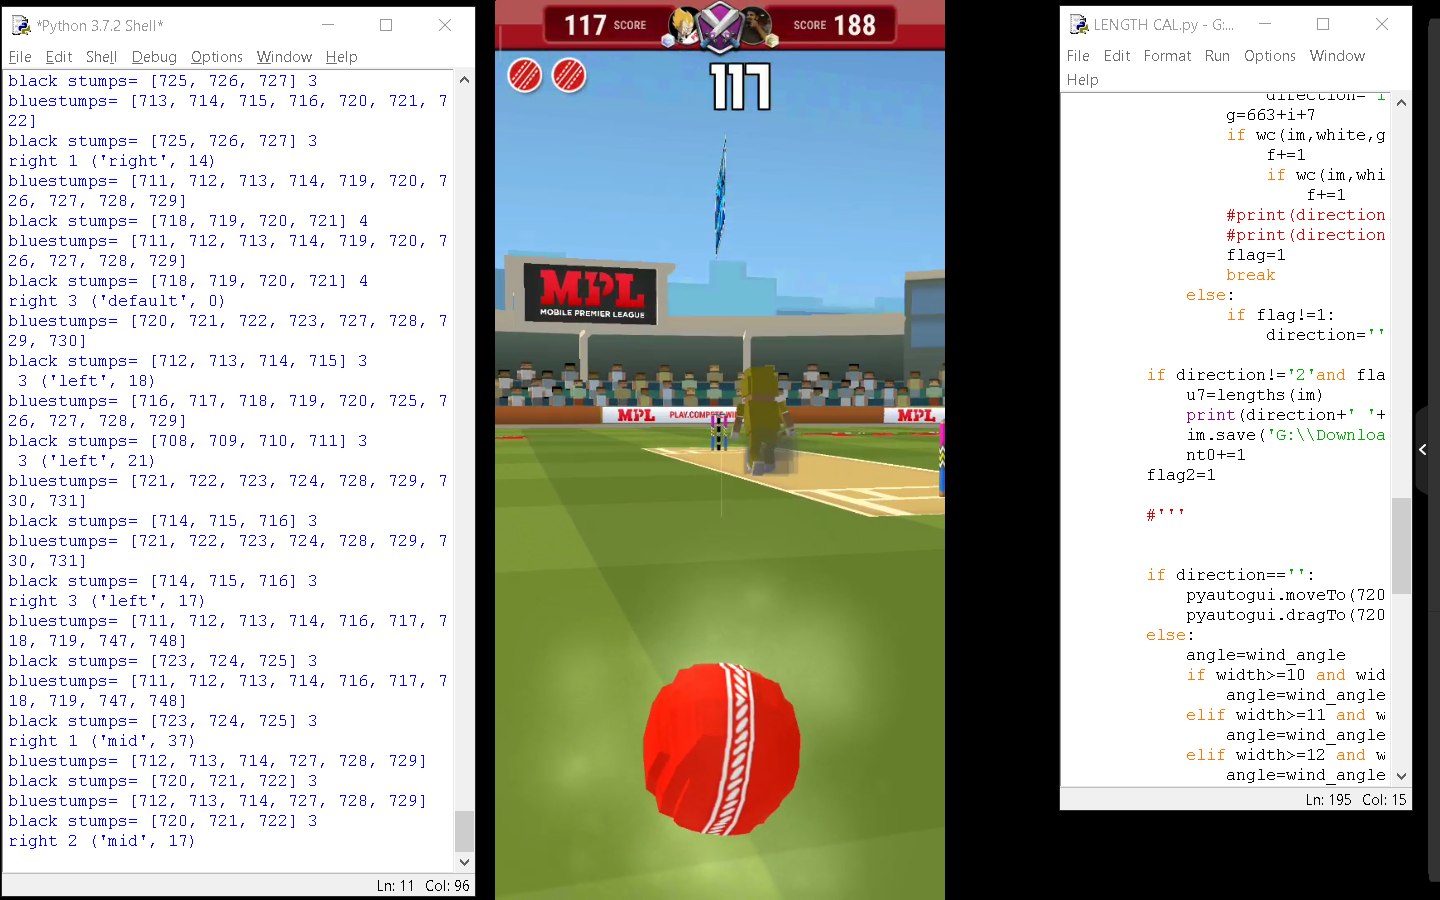 *Python 3.7.2 Shell*
File Edit Shell Debug Options Window Help
black stumps= [725, 726, 727] 3
bluestumps= [713, 714, 715, 716, 720, 721, 7
22]
black stumps= [725, 726, 727] 3
right 1 ('right', 14)
bluestumps= [711, 712, 713, 714, 719, 720, 7
26, 727, 728, 729]
black stumps= [718, 719, 720, 721] 4
bluestumps= [711, 712, 713, 714, 719, 720, 7
26, 727, 728, 729]
black stumps= [718, 719, 720, 721] 4
right 3 ('default', 0)
bluestumps= [720, 721, 722, 723, 727, 728, 7
29, 730]
black stumps= [712, 713, 714, 715] 3
 3 ('left', 18)
bluestumps= [716, 717, 718, 719, 720, 725, 7
26, 727, 728, 729]
black stumps= [708, 709, 710, 711] 3
 3 ('left', 21)
bluestumps= [721, 722, 723, 724, 728, 729, 7
30, 731]
black stumps= [714, 715, 716] 3
bluestumps= [721, 722, 723, 724, 728, 729, 7
30, 731]
black stumps= [714, 715, 716] 3
right 3 ('left', 17)
bluestumps= [711, 712, 713, 714, 716, 717, 7
18, 719, 747, 748]
black stumps= [723, 724, 725] 3
bluestumps= [711, 712, 713, 714, 716, 717, 7
18, 719, 747, 748]
black stumps= [723, 724, 725] 3
right 1 ('mid', 37)
bluestumps= [712, 713, 714, 727, 728, 729]
black stumps= [720, 721, 722] 3
bluestumps= [712, 713, 714, 727, 728, 729]
black stumps= [720, 721, 722] 3
right 2 ('mid', 17)
Ln: 11 Col: 96
117 SCORE SCORE 188
117
MPL
MOBILE PREMIER LEAGUE
MPL PLAY.COMPETE MPL
LENGTH CAL.py - G:...
File Edit Format Run Options Window
Help
direction='i
g=663+i+7
if wc(im,white,g
f+=1
if wc(im,whi
f+=1
#print(direction
#print(direction
flag=1
break
else:
if flag!=1:
direction=''
if direction!='2'and fla
u7=lengths(im)
print(direction+' '+
im.save('G:\\Downloa
nt0+=1
flag2=1
#'''
if direction=='':
pyautogui.moveTo(720
pyautogui.dragTo(720
else:
angle=wind_angle
if width>=10 and wid
angle=wind_angle
elif width>=11 and w
angle=wind_angle
elif width>=12 and w
angle=wind_angle
Ln: 195 Col: 15